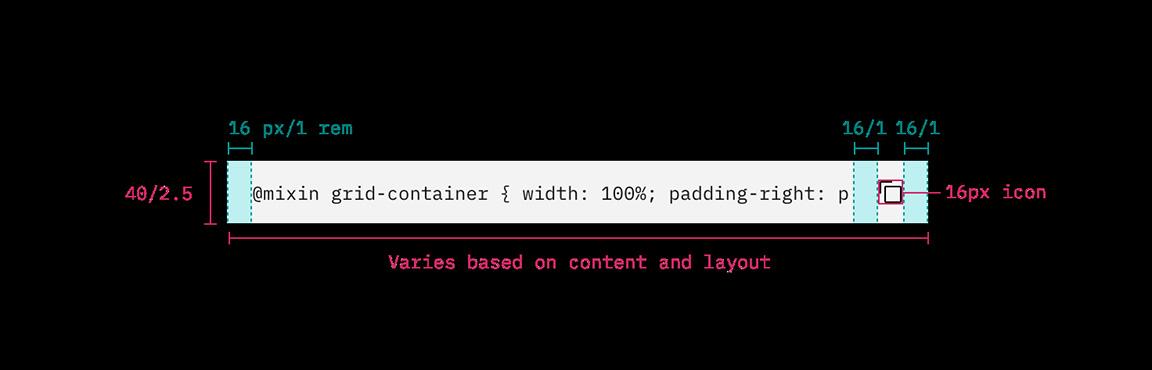 16 px/1 rem
16/1 16/1
40/2.5
@mixin grid-container { width: 100%; padding-right: p
16px icon
Varies based on content and layout